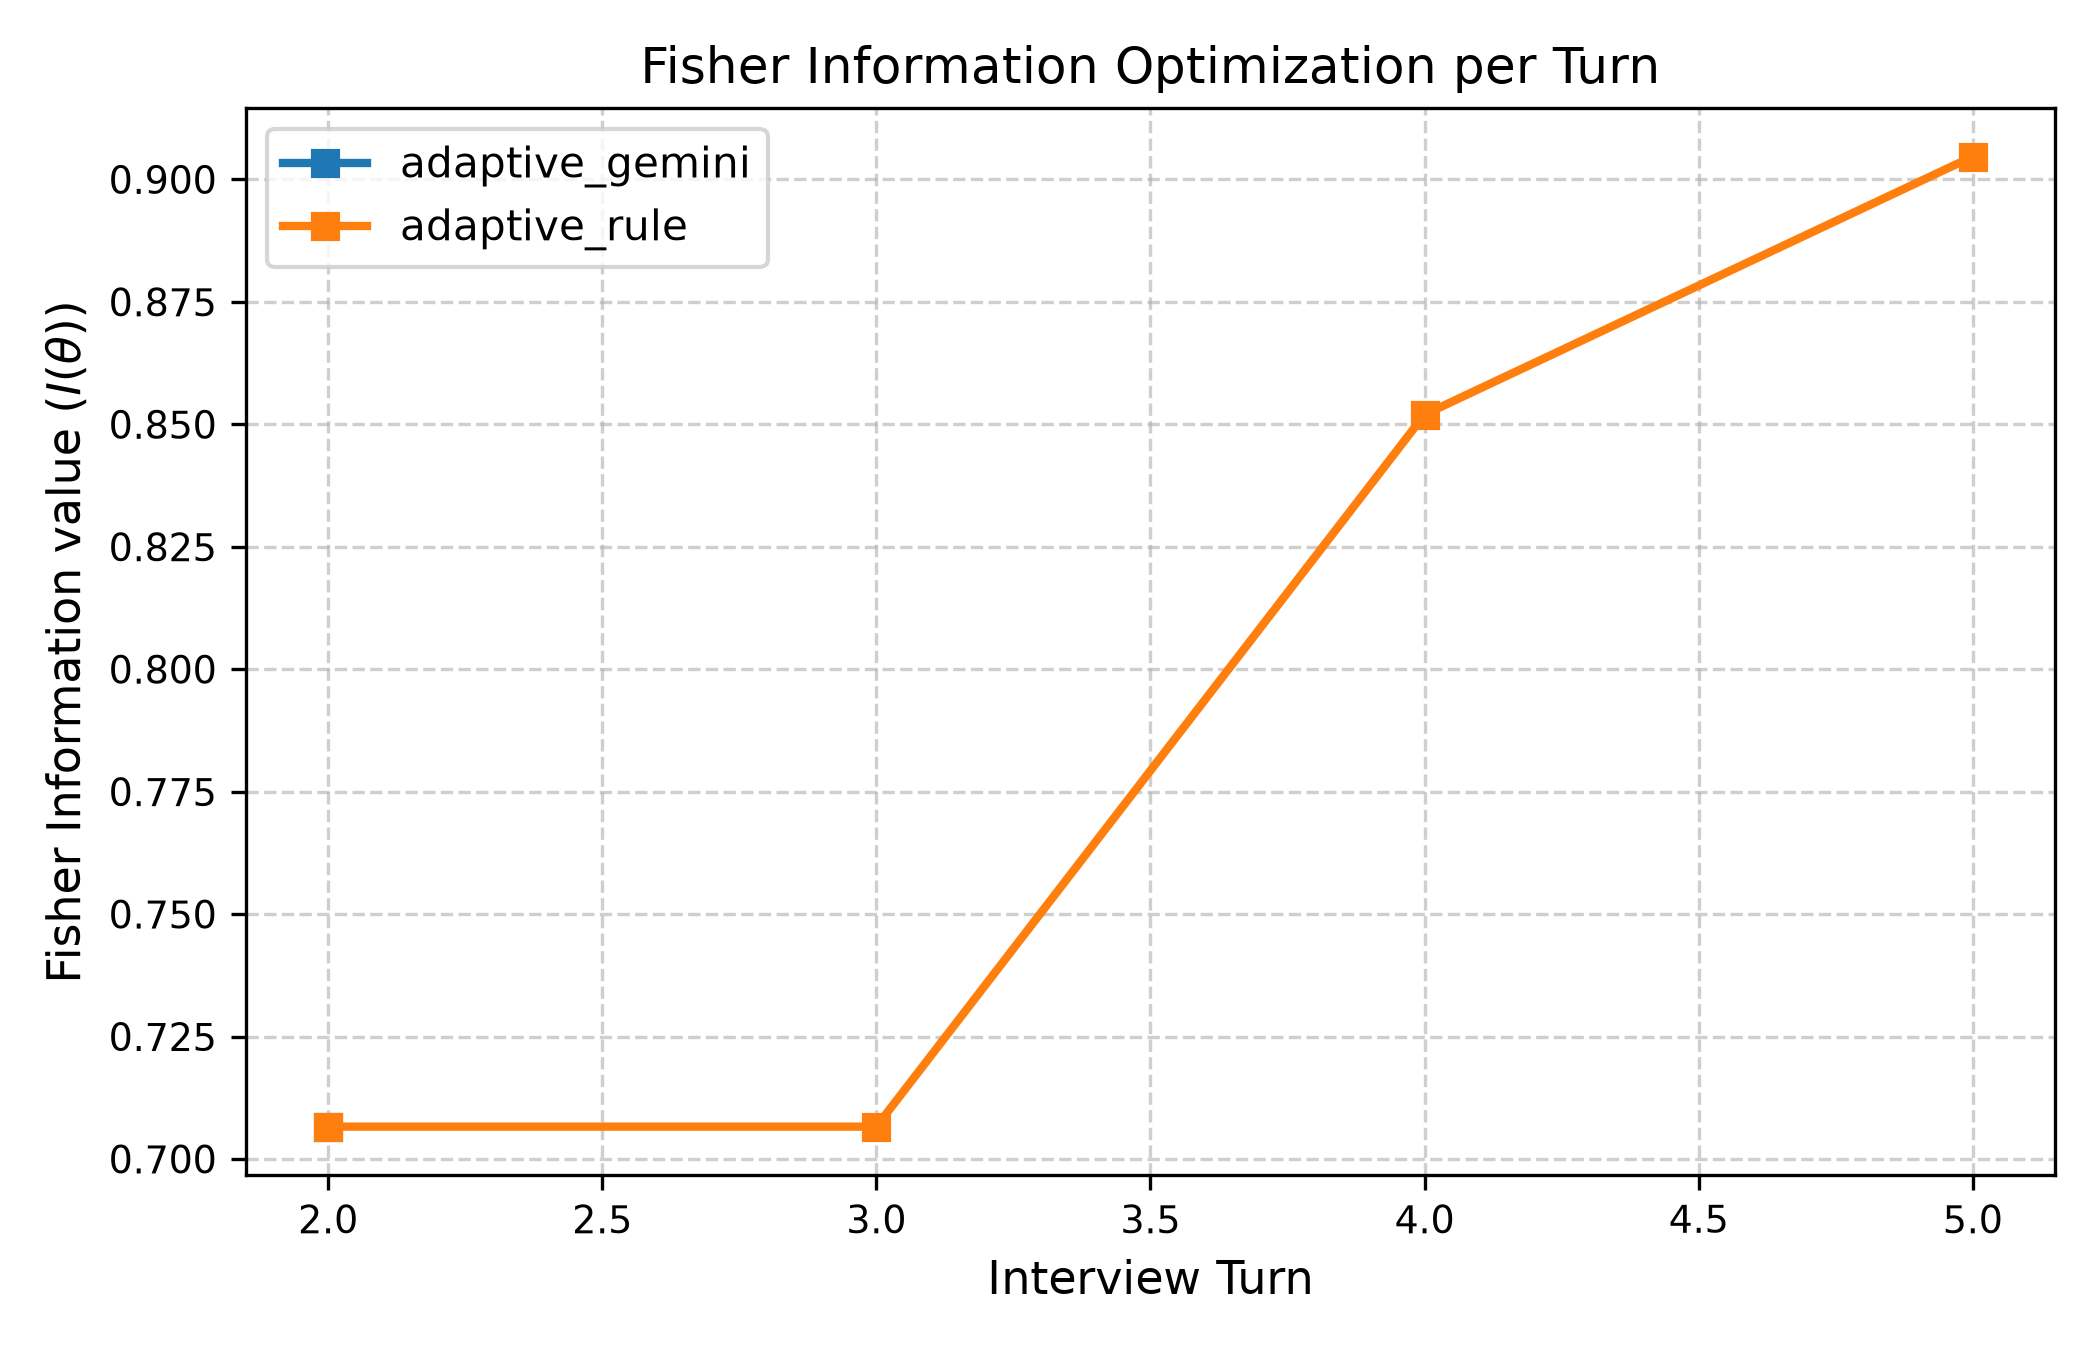 Fisher Information Optimization per Turn
adaptive_gemini
adaptive_rule
Fisher Information value (I(θ))
0.900
0.875
0.850
0.825
0.800
0.775
0.750
0.725
0.700
2.0 2.5 3.0 3.5 4.0 4.5 5.0
Interview Turn